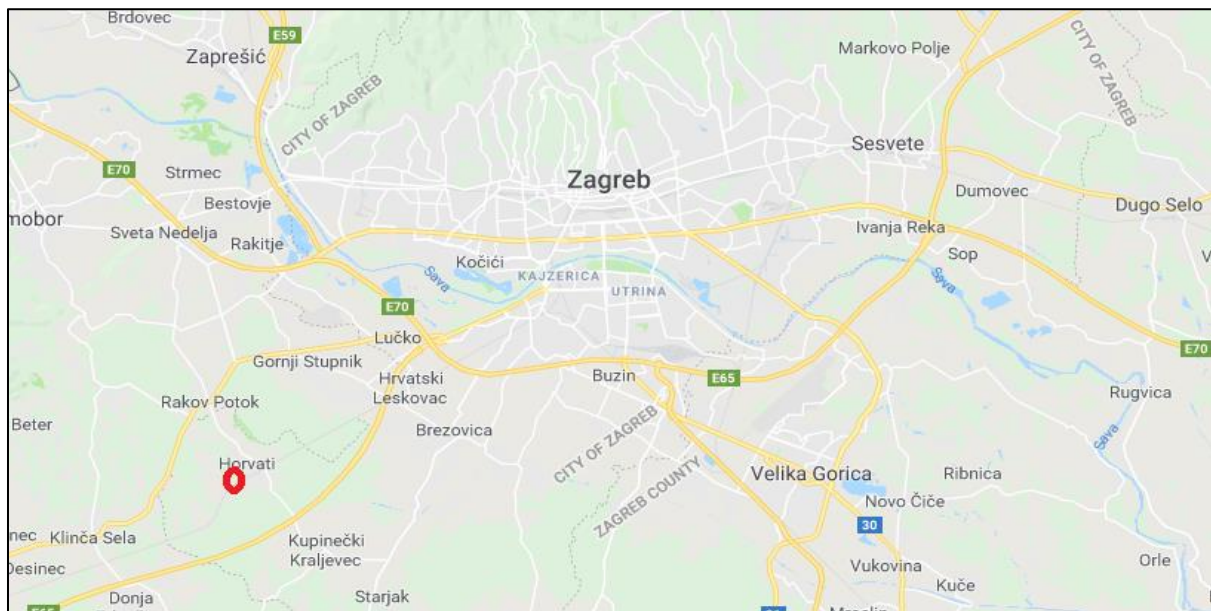 Brdovec
E59
Zaprešić
Markovo Polje
CITY OF ZAGREB
CITY OF ZAGREB
Sesvete
E70
Strmec
Zagreb
Dumovec
Bestovje
Dugo Selo
mobor
Sveta Nedelja
Rakitje
Ivanja Reka
Kočići
Sop
Sava
KAJZERICA
Sava
UTRINA
E70
Lučko
E70
Gornji Stupnik
Buzin
E65
Hrvatski
Leskovac
Rugvica
Rakov Potok
Beter
Brezovica
CITY OF ZAGREB
Sava
Horvati
ZAGREB COUNTY
Velika Gorica
Ribnica
Novo Čiče
30
nec
Klinča Sela
Kupinečki
Kraljevec
Orle
Desinec
Vukovina
Kuče
Donja
Starjak